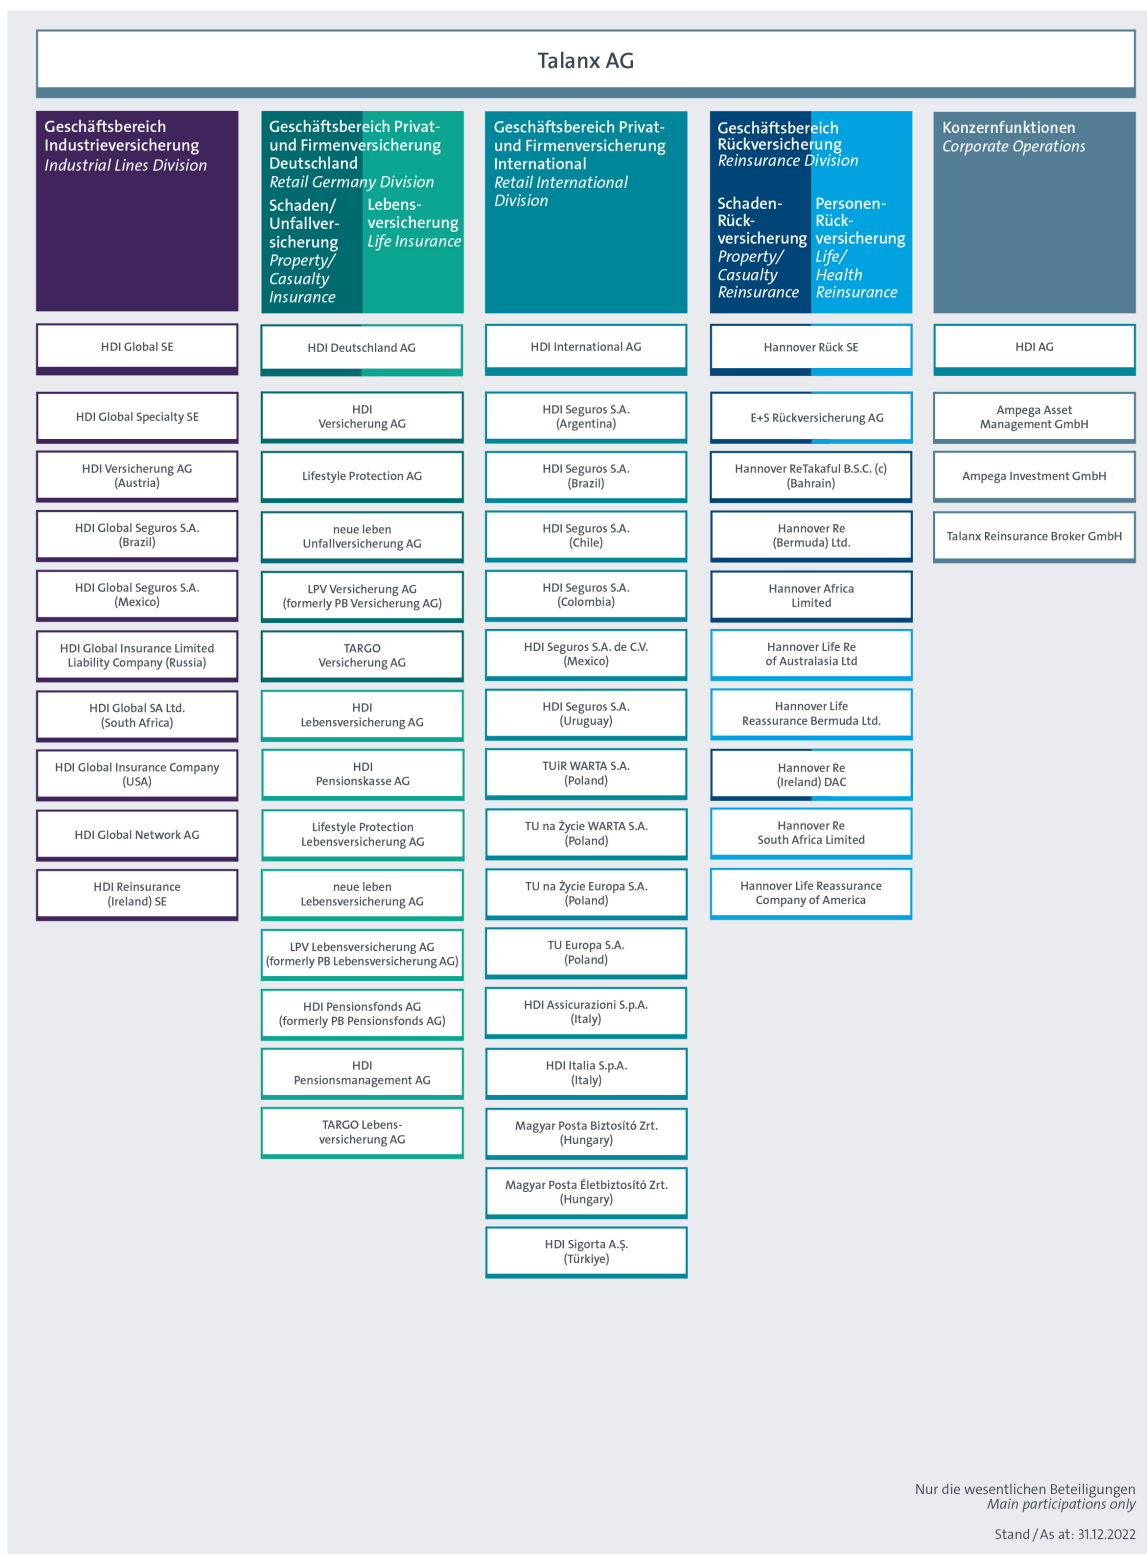 Talanx AG
Geschäftsbereich
Industrieversicherung
Industrial Lines Division
HDI Global SE
HDI Global Specialty SE
HDI Versicherung AG
(Austria)
HDI Global Seguros S.A.
(Brazil)
HDI Global Seguros S.A.
(Mexico)
HDI Global Insurance Limited
Liability Company (Russia)
HDI Global SA Ltd.
(South Africa)
HDI Global Insurance Company
(USA)
HDI Global Network AG
HDI Reinsurance
(Ireland) SE
Geschäftsbereich Privat-
und Firmenversicherung
Deutschland
Retail Germany Division
Schaden/
Unfallver-
sicherung
Property/
Casualty
Insurance
Lebens-
versicherung
Life Insurance
HDI Deutschland AG
HDI
Versicherung AG
Lifestyle Protection AG
neue leben
Unfallversicherung AG
LPV Versicherung AG
(formerly PB Versicherung AG)
TARGO
Versicherung AG
HDI
Lebensversicherung AG
HDI
Pensionskasse AG
Lifestyle Protection
Lebensversicherung AG
neue leben
Lebensversicherung AG
LPV Lebensversicherung AG
(formerly PB Lebensversicherung AG)
HDI Pensionsfonds AG
(formerly PB Pensionsfonds AG)
HDI
Pensionsmanagement AG
TARGO Lebens-
versicherung AG
Geschäftsbereich Privat-
und Firmenversicherung
International
Retail International
Division
HDI International AG
HDI Seguros S.A.
(Argentina)
HDI Seguros S.A.
(Brazil)
HDI Seguros S.A.
(Chile)
HDI Seguros S.A.
(Colombia)
HDI Seguros S.A. de C.V.
(Mexico)
HDI Seguros S.A.
(Uruguay)
TUiR WARTA S.A.
(Poland)
TU na Życie WARTA S.A.
(Poland)
TU na Życie Europa S.A.
(Poland)
TU Europa S.A.
(Poland)
HDI Assicurazioni S.p.A.
(Italy)
HDI Italia S.p.A.
(Italy)
Magyar Posta Biztosító Zrt.
(Hungary)
Magyar Posta Életbiztosító Zrt.
(Hungary)
HDI Sigorta A.Ş.
(Türkiye)
Geschäftsbereich
Rückversicherung
Reinsurance Division
Schaden-
Rück-
versicherung
Property/
Casualty
Reinsurance
Personen-
Rück-
versicherung
Life/
Health
Reinsurance
Hannover Rück SE
E+S Rückversicherung AG
Hannover ReTakaful B.S.C. (c)
(Bahrain)
Hannover Re
(Bermuda) Ltd.
Hannover Africa
Limited
Hannover Life Re
of Australasia Ltd
Hannover Life
Reassurance Bermuda Ltd.
Hannover Re
(Ireland) DAC
Hannover Re
South Africa Limited
Hannover Life Reassurance
Company of America
Konzernfunktionen
Corporate Operations
HDI AG
Ampega Asset
Management GmbH
Ampega Investment GmbH
Talanx Reinsurance Broker GmbH
Nur die wesentlichen Beteiligungen
Main participations only
Stand / As at: 31.12.2022